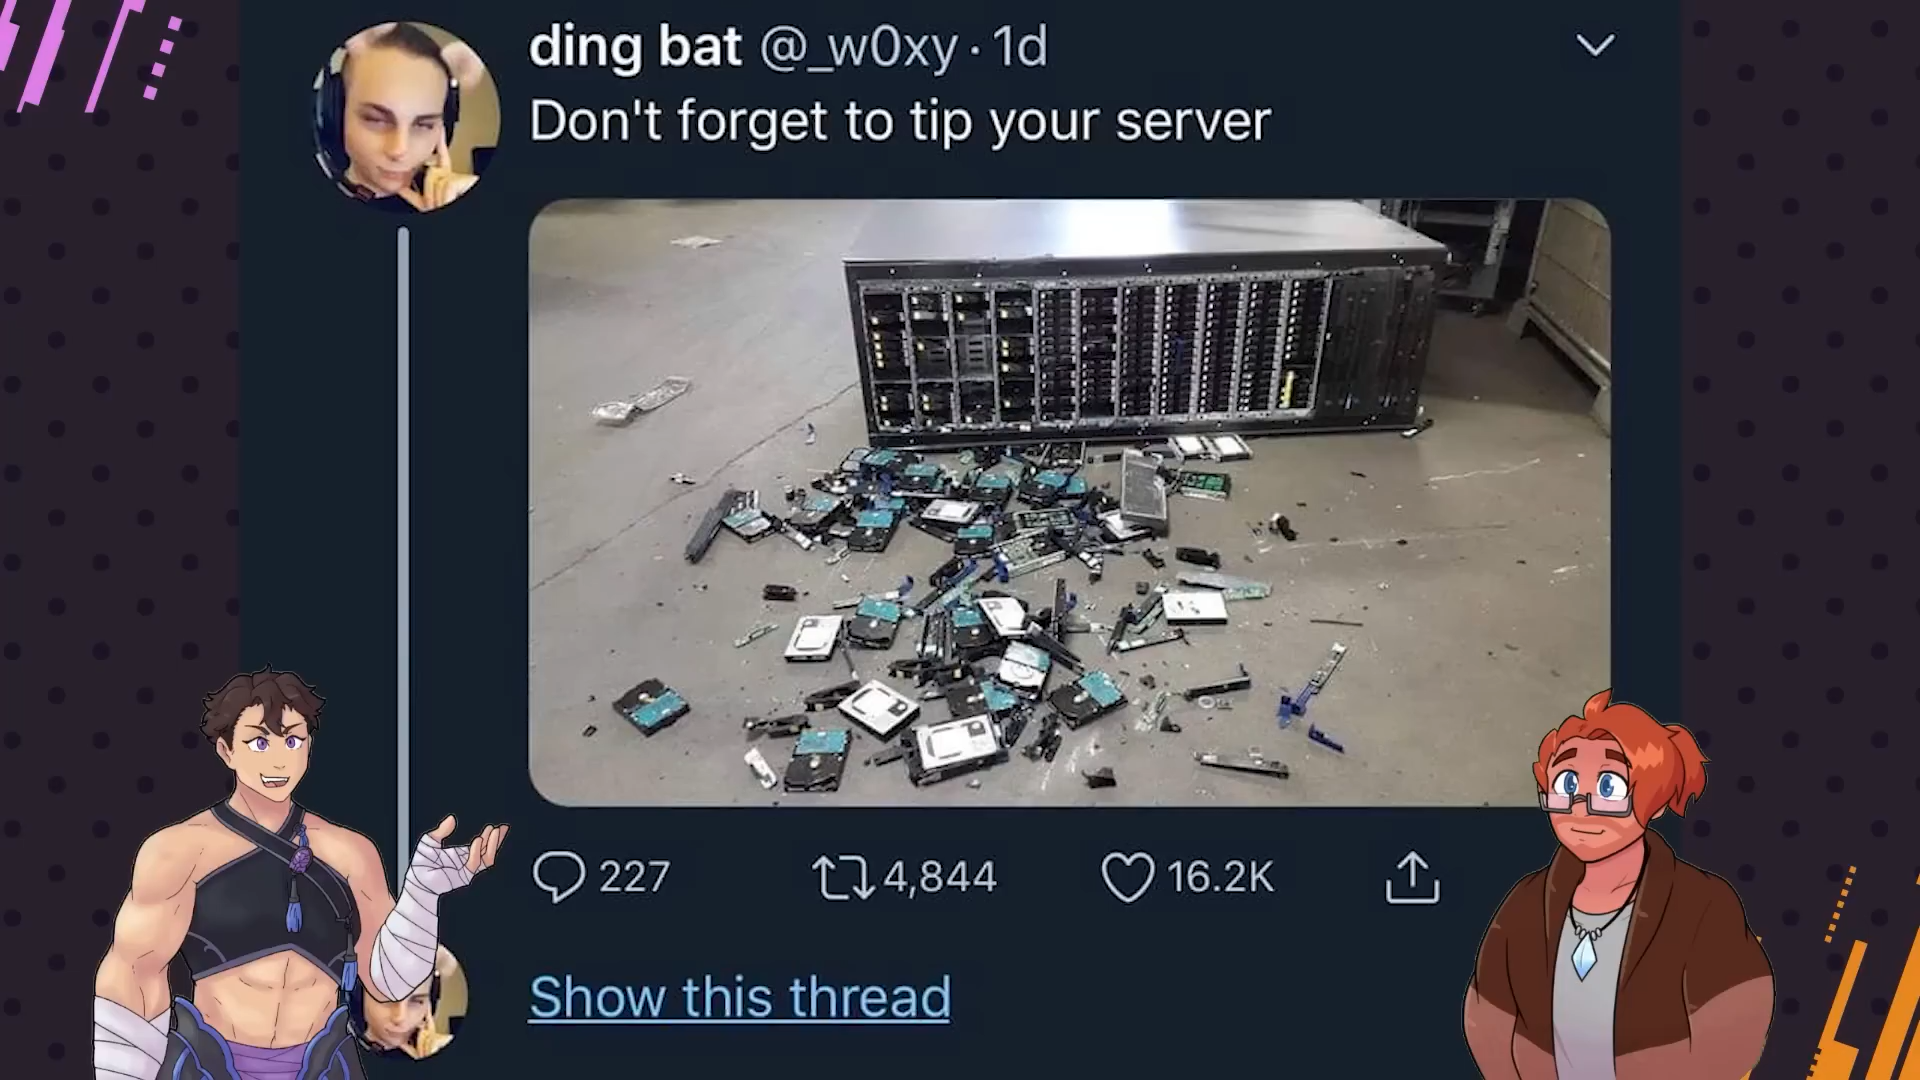 ding bat @_w0xy · 1d
Don't forget to tip your server
227 4,844 16.2K
Show this thread